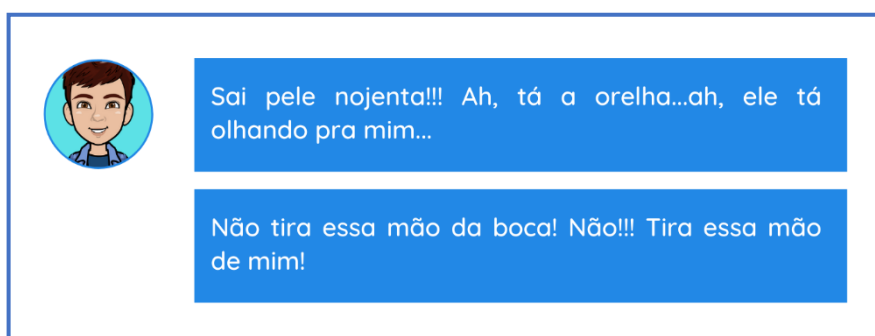 Sai pele nojenta!!! Ah, tá a orelha...ah, ele tá
olhando pra mim...
Não tira essa mão da boca! Não!!! Tira essa mão
de mim!